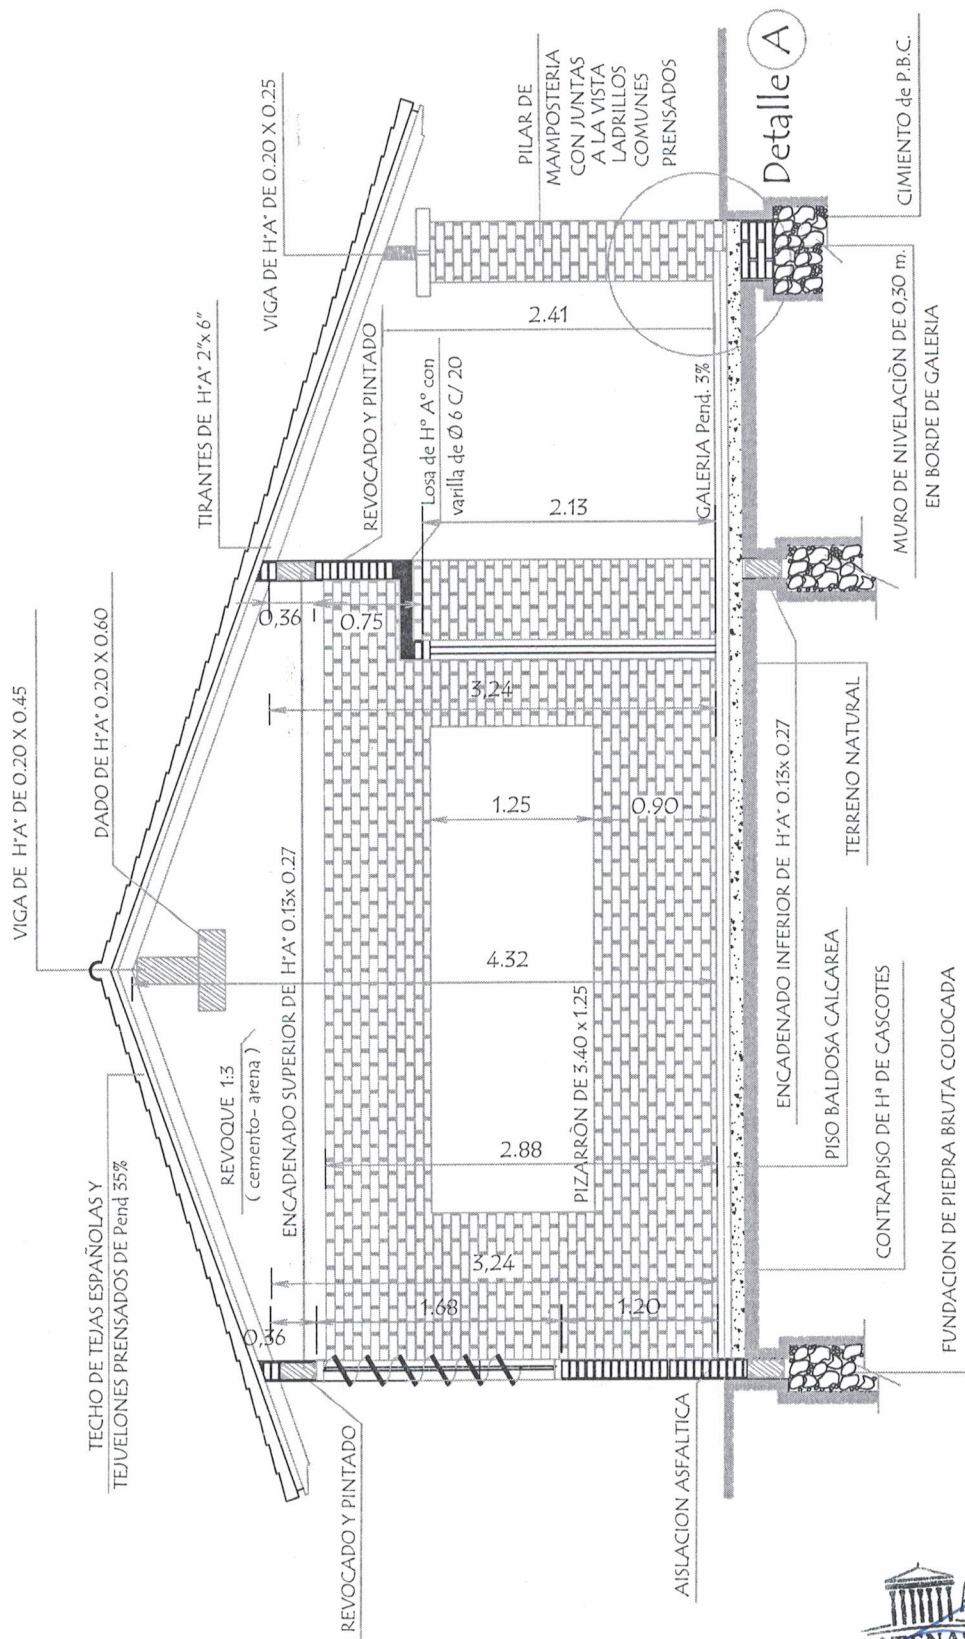 VIGA DE H°A° DE 0.20 X 0.45
DADO DE H°A° 0.20 X 0.60
TECHO DE TEJAS ESPAÑOLAS Y
TEJUELONES PRENSADOS DE Pend 35%
REVOQUE 1:3
( cemento- arena )
ENCADENADO SUPERIOR DE H°A° 0.13x 0.27
TIRANTES DE H°A° 2"x 6"
VIGA DE H°A° DE 0.20 X 0.25
REVOCADO Y PINTADO
Losa de H° A° con
varilla de Ø 6 C/ 20
PILAR DE
MAMPOSTERIA
CON JUNTAS
A LA VISTA
LADRILLOS
COMUNES
PRENSADOS
REVOCADO Y PINTADO
0,36
1.68
1.20
3,24
2.88
4.32
1.25
0.90
3,24
0,36
0.75
2.13
2.41
PIZARRÒN DE 3.40 x 1.25
GALERIA Pend. 3%
Detalle A
AISLACION ASFALTICA
FUNDACION DE PIEDRA BRUTA COLOCADA
CONTRAPISO DE Hª DE CASCOTES
PISO BALDOSA CALCAREA
ENCADENADO INFERIOR DE H°A° 0.13x 0.27
TERRENO NATURAL
MURO DE NIVELACIÒN DE 0,30 m.
EN BORDE DE GALERIA
CIMIENTO de P.B.C.